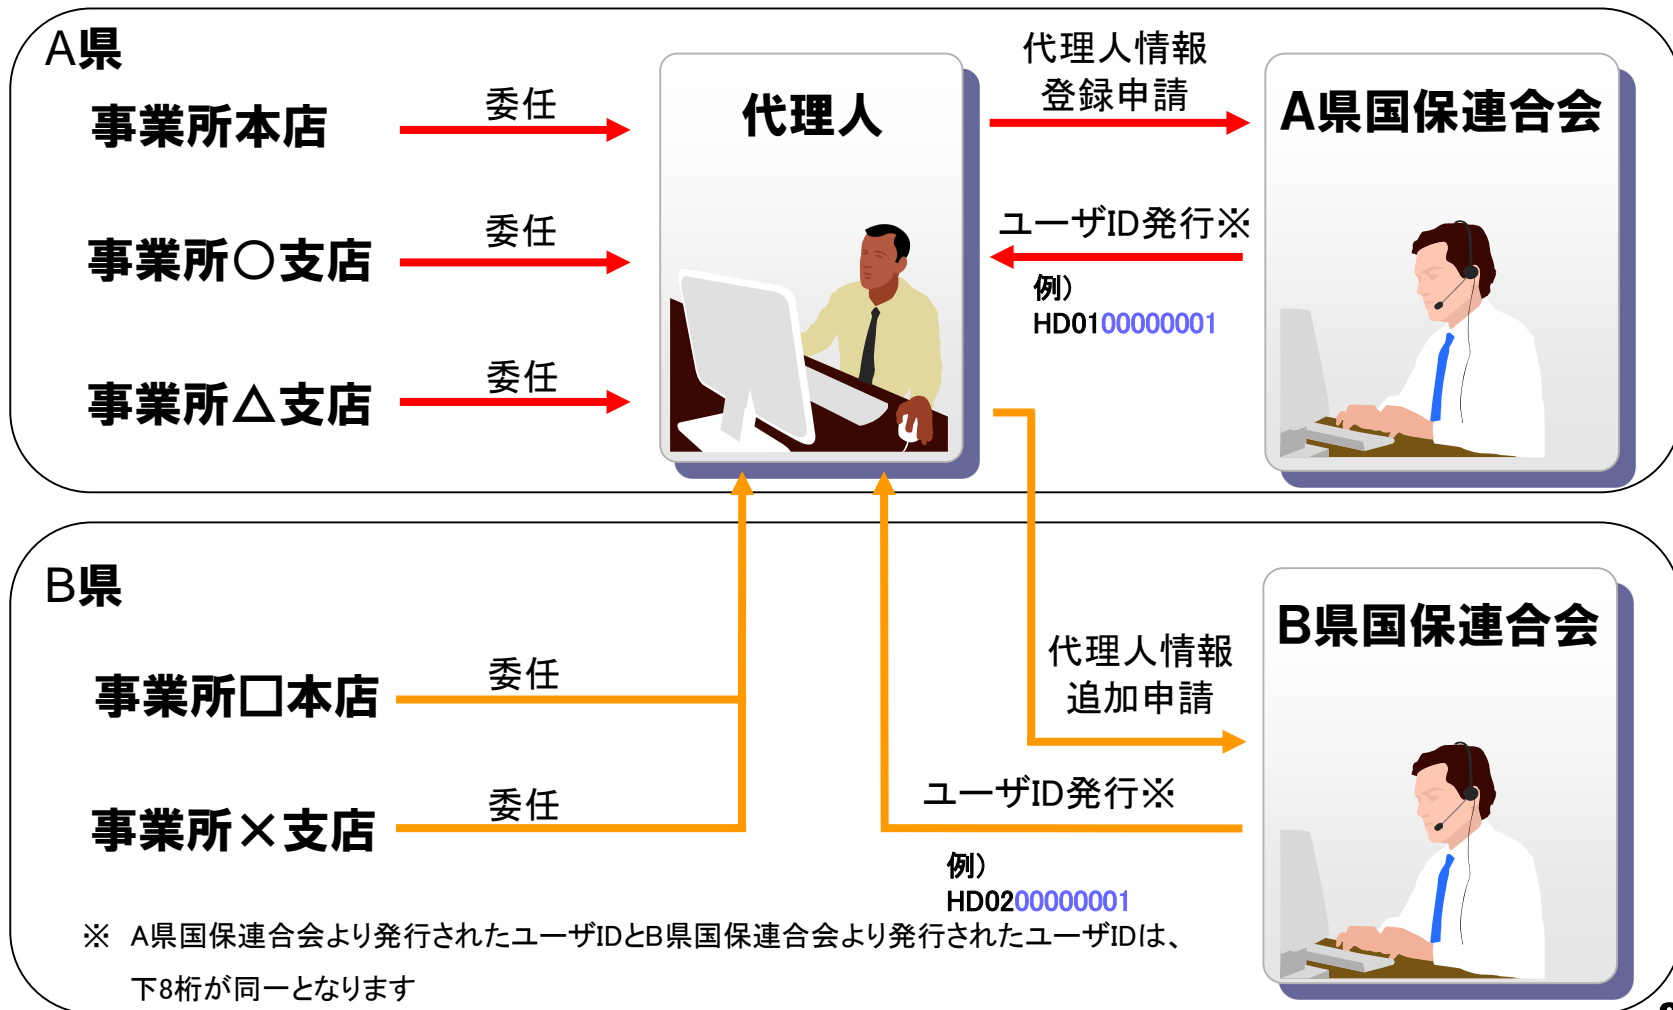 A県
事業所本店
委任
代理人
代理人情報
登録申請
A県国保連合会
事業所○支店
委任
ユーザID発行※
例）
HD0100000001
事業所△支店
委任
B県
B県国保連合会
事業所□本店
委任
代理人情報
追加申請
事業所×支店
委任
ユーザID発行※
例）
HD0200000001
※　A県国保連合会より発行されたユーザIDとB県国保連合会より発行されたユーザIDは、
下8桁が同一となります